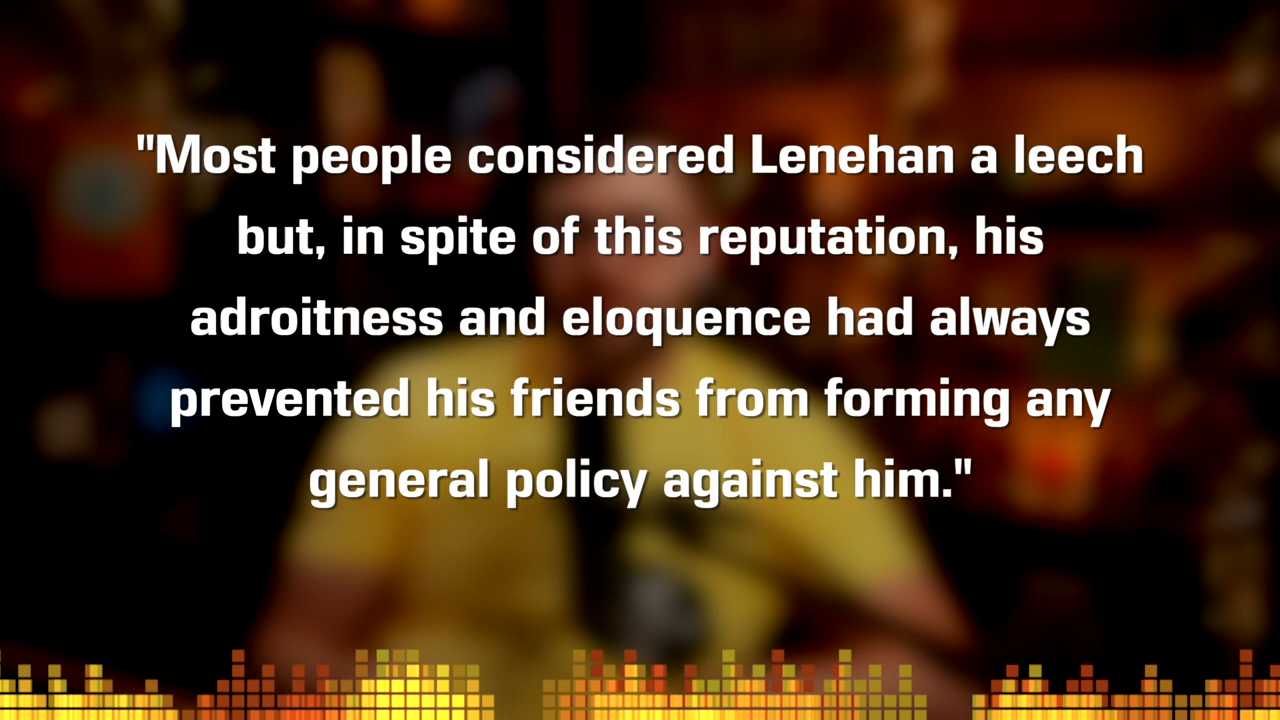 "Most people considered Lenehan a leech
but, in spite of this reputation, his
adroitness and eloquence had always
prevented his friends from forming any
general policy against him."